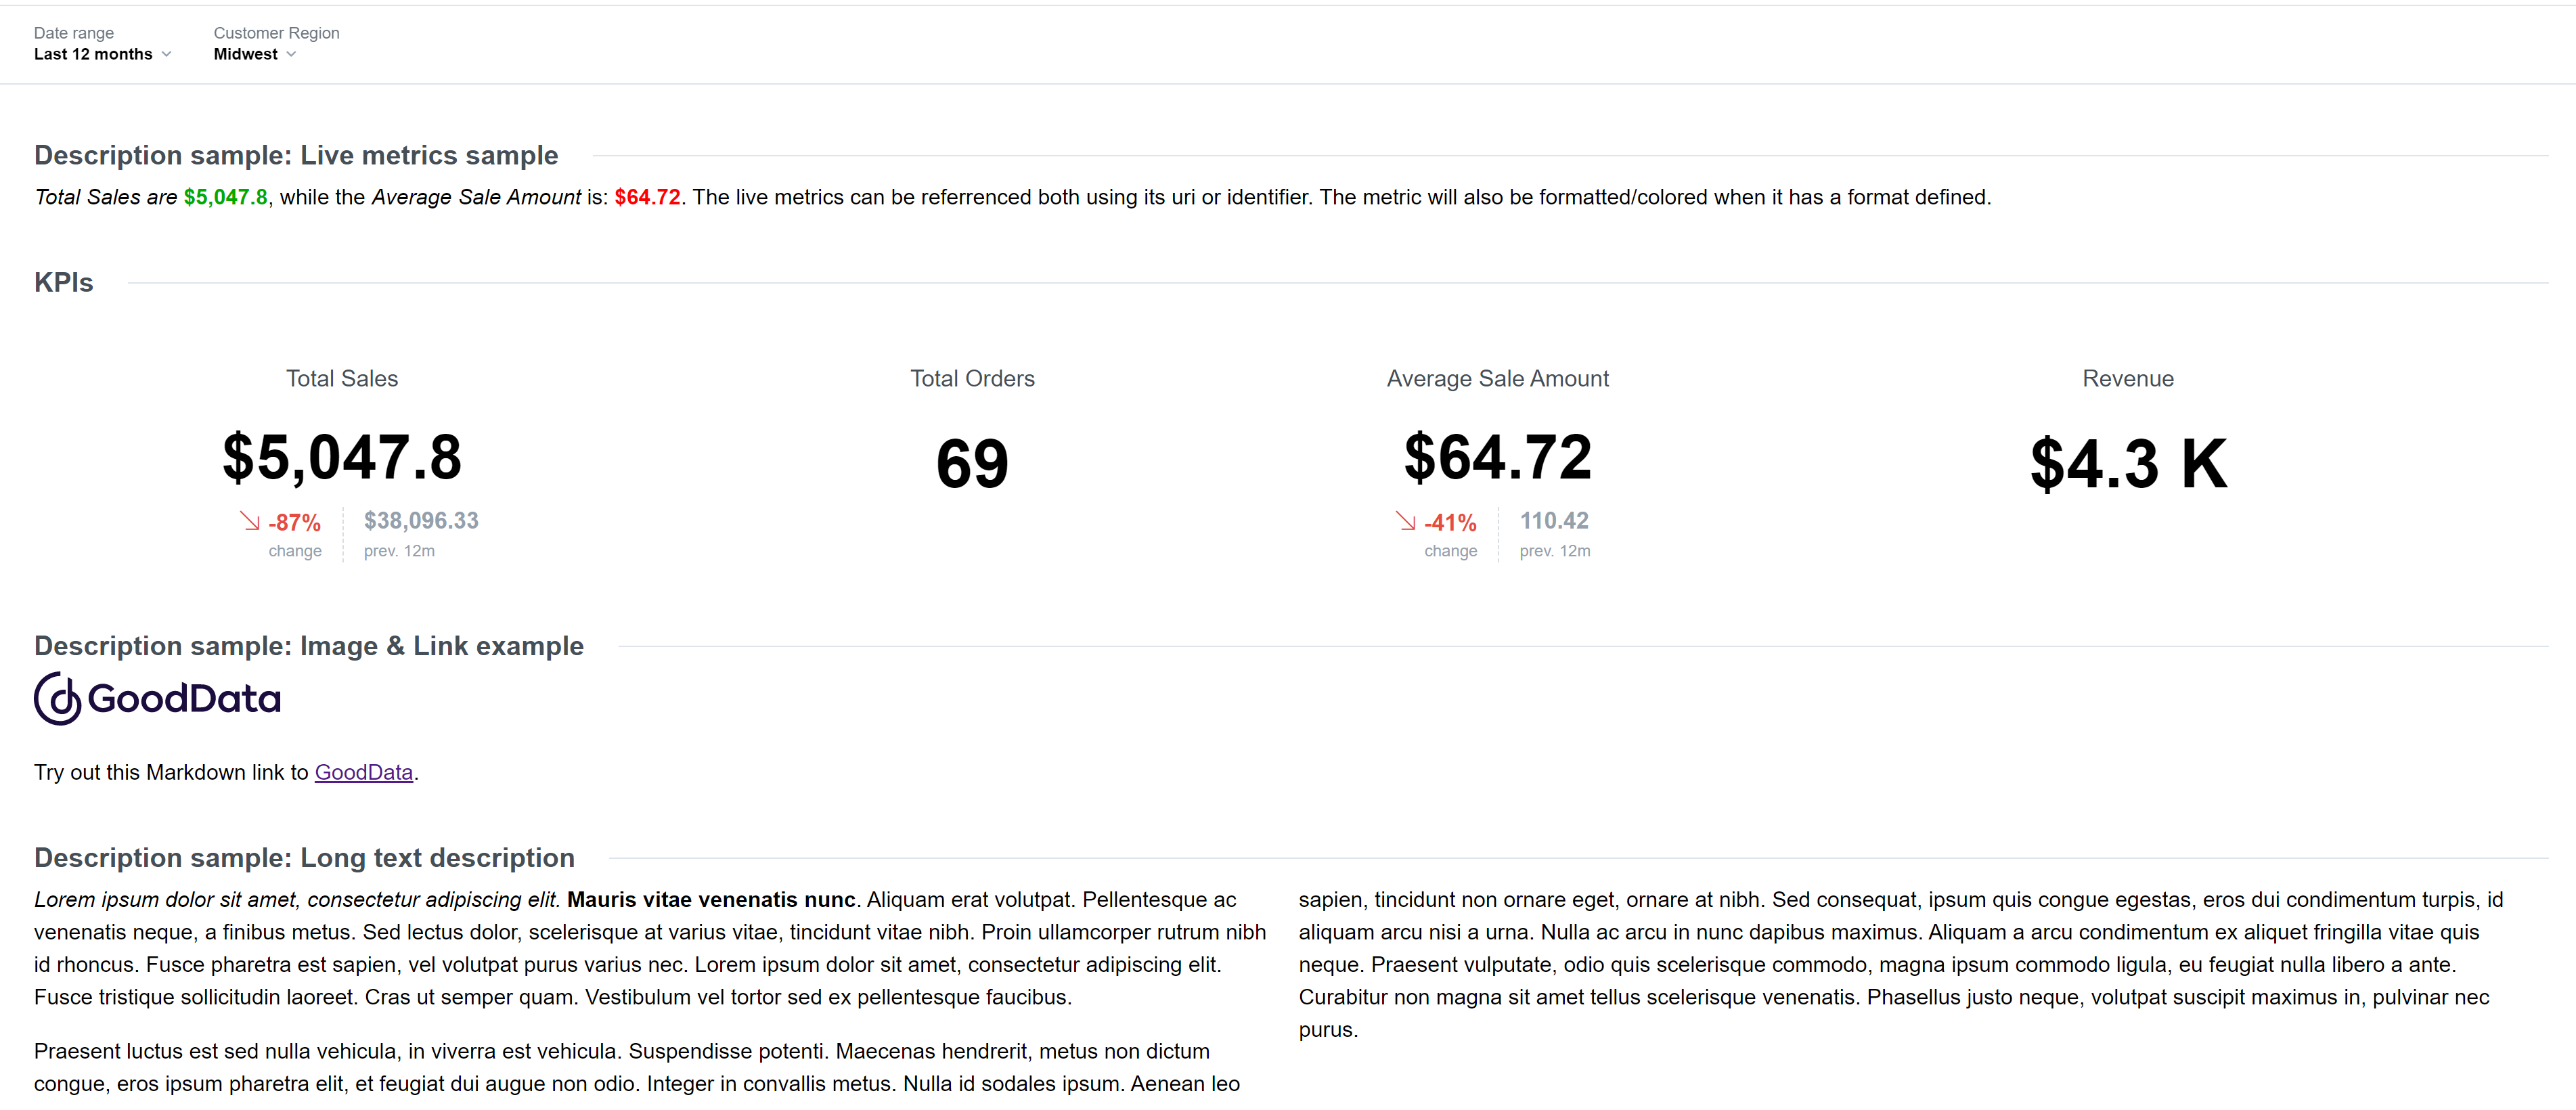 Date range
Last 12 months
Customer Region
Midwest
Description sample: Live metrics sample
Total Sales are $5,047.8, while the Average Sale Amount is: $64.72. The live metrics can be referrenced both using its uri or identifier. The metric will also be formatted/colored when it has a format defined.
KPIs
Total Sales
$5,047.8
-87%
change
$38,096.33
prev. 12m
Total Orders
69
Average Sale Amount
$64.72
-41%
change
110.42
prev. 12m
Revenue
$4.3 K
Description sample: Image & Link example
GoodData
Try out this Markdown link to GoodData.
Description sample: Long text description
Lorem ipsum dolor sit amet, consectetur adipiscing elit. Mauris vitae venenatis nunc. Aliquam erat volutpat. Pellentesque ac
venenatis neque, a finibus metus. Sed lectus dolor, scelerisque at varius vitae, tincidunt vitae nibh. Proin ullamcorper rutrum nibh
id rhoncus. Fusce pharetra est sapien, vel volutpat purus varius nec. Lorem ipsum dolor sit amet, consectetur adipiscing elit.
Fusce tristique sollicitudin laoreet. Cras ut semper quam. Vestibulum vel tortor sed ex pellentesque faucibus.
Praesent luctus est sed nulla vehicula, in viverra est vehicula. Suspendisse potenti. Maecenas hendrerit, metus non dictum
congue, eros ipsum pharetra elit, et feugiat dui augue non odio. Integer in convallis metus. Nulla id sodales ipsum. Aenean leo
sapien, tincidunt non ornare eget, ornare at nibh. Sed consequat, ipsum quis congue egestas, eros dui condimentum turpis, id
aliquam arcu nisi a urna. Nulla ac arcu in nunc dapibus maximus. Aliquam a arcu condimentum ex aliquet fringilla vitae quis
neque. Praesent vulputate, odio quis scelerisque commodo, magna ipsum commodo ligula, eu feugiat nulla libero a ante.
Curabitur non magna sit amet tellus scelerisque venenatis. Phasellus justo neque, volutpat suscipit maximus in, pulvinar nec
purus.